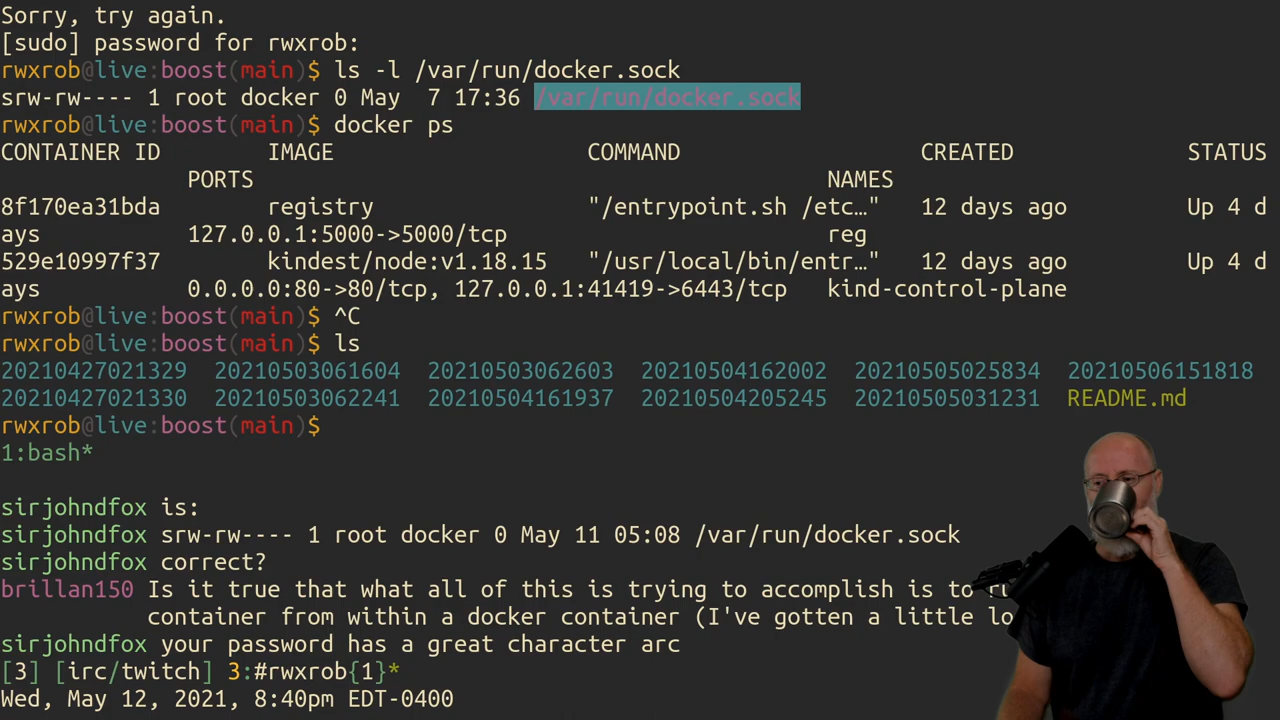 Sorry, try again.
[sudo] password for rwxrob:
rwxrob@live:boost(main)$ ls -l /var/run/docker.sock
srw-rw---- 1 root docker 0 May  7 17:36 /var/run/docker.sock
rwxrob@live:boost(main)$ docker ps
CONTAINER ID        IMAGE                   COMMAND                  CREATED             STATUS
              PORTS                                           NAMES
8f170ea31bda        registry                "/entrypoint.sh /etc…"   12 days ago         Up 4 d
ays           127.0.0.1:5000->5000/tcp                        reg
529e10997f37        kindest/node:v1.18.15   "/usr/local/bin/entr…"   12 days ago         Up 4 d
ays           0.0.0.0:80->80/tcp, 127.0.0.1:41419->6443/tcp   kind-control-plane
rwxrob@live:boost(main)$ ^C
rwxrob@live:boost(main)$ ls
20210427021329  20210503061604  20210503062603  20210504162002  20210505025834  20210506151818
20210427021330  20210503062241  20210504161937  20210504205245  20210505031231  README.md
rwxrob@live:boost(main)$
1:bash*
sirjohndfox is:
sirjohndfox srw-rw---- 1 root docker 0 May 11 05:08 /var/run/docker.sock
sirjohndfox correct?
brillan150 Is it true that what all of this is trying to accomplish is to
container from within a docker container (I've gotten a little
sirjohndfox your password has a great character arc
[3] [irc/twitch] 3:#rwxrob{1}*
Wed, May 12, 2021, 8:40pm EDT-0400